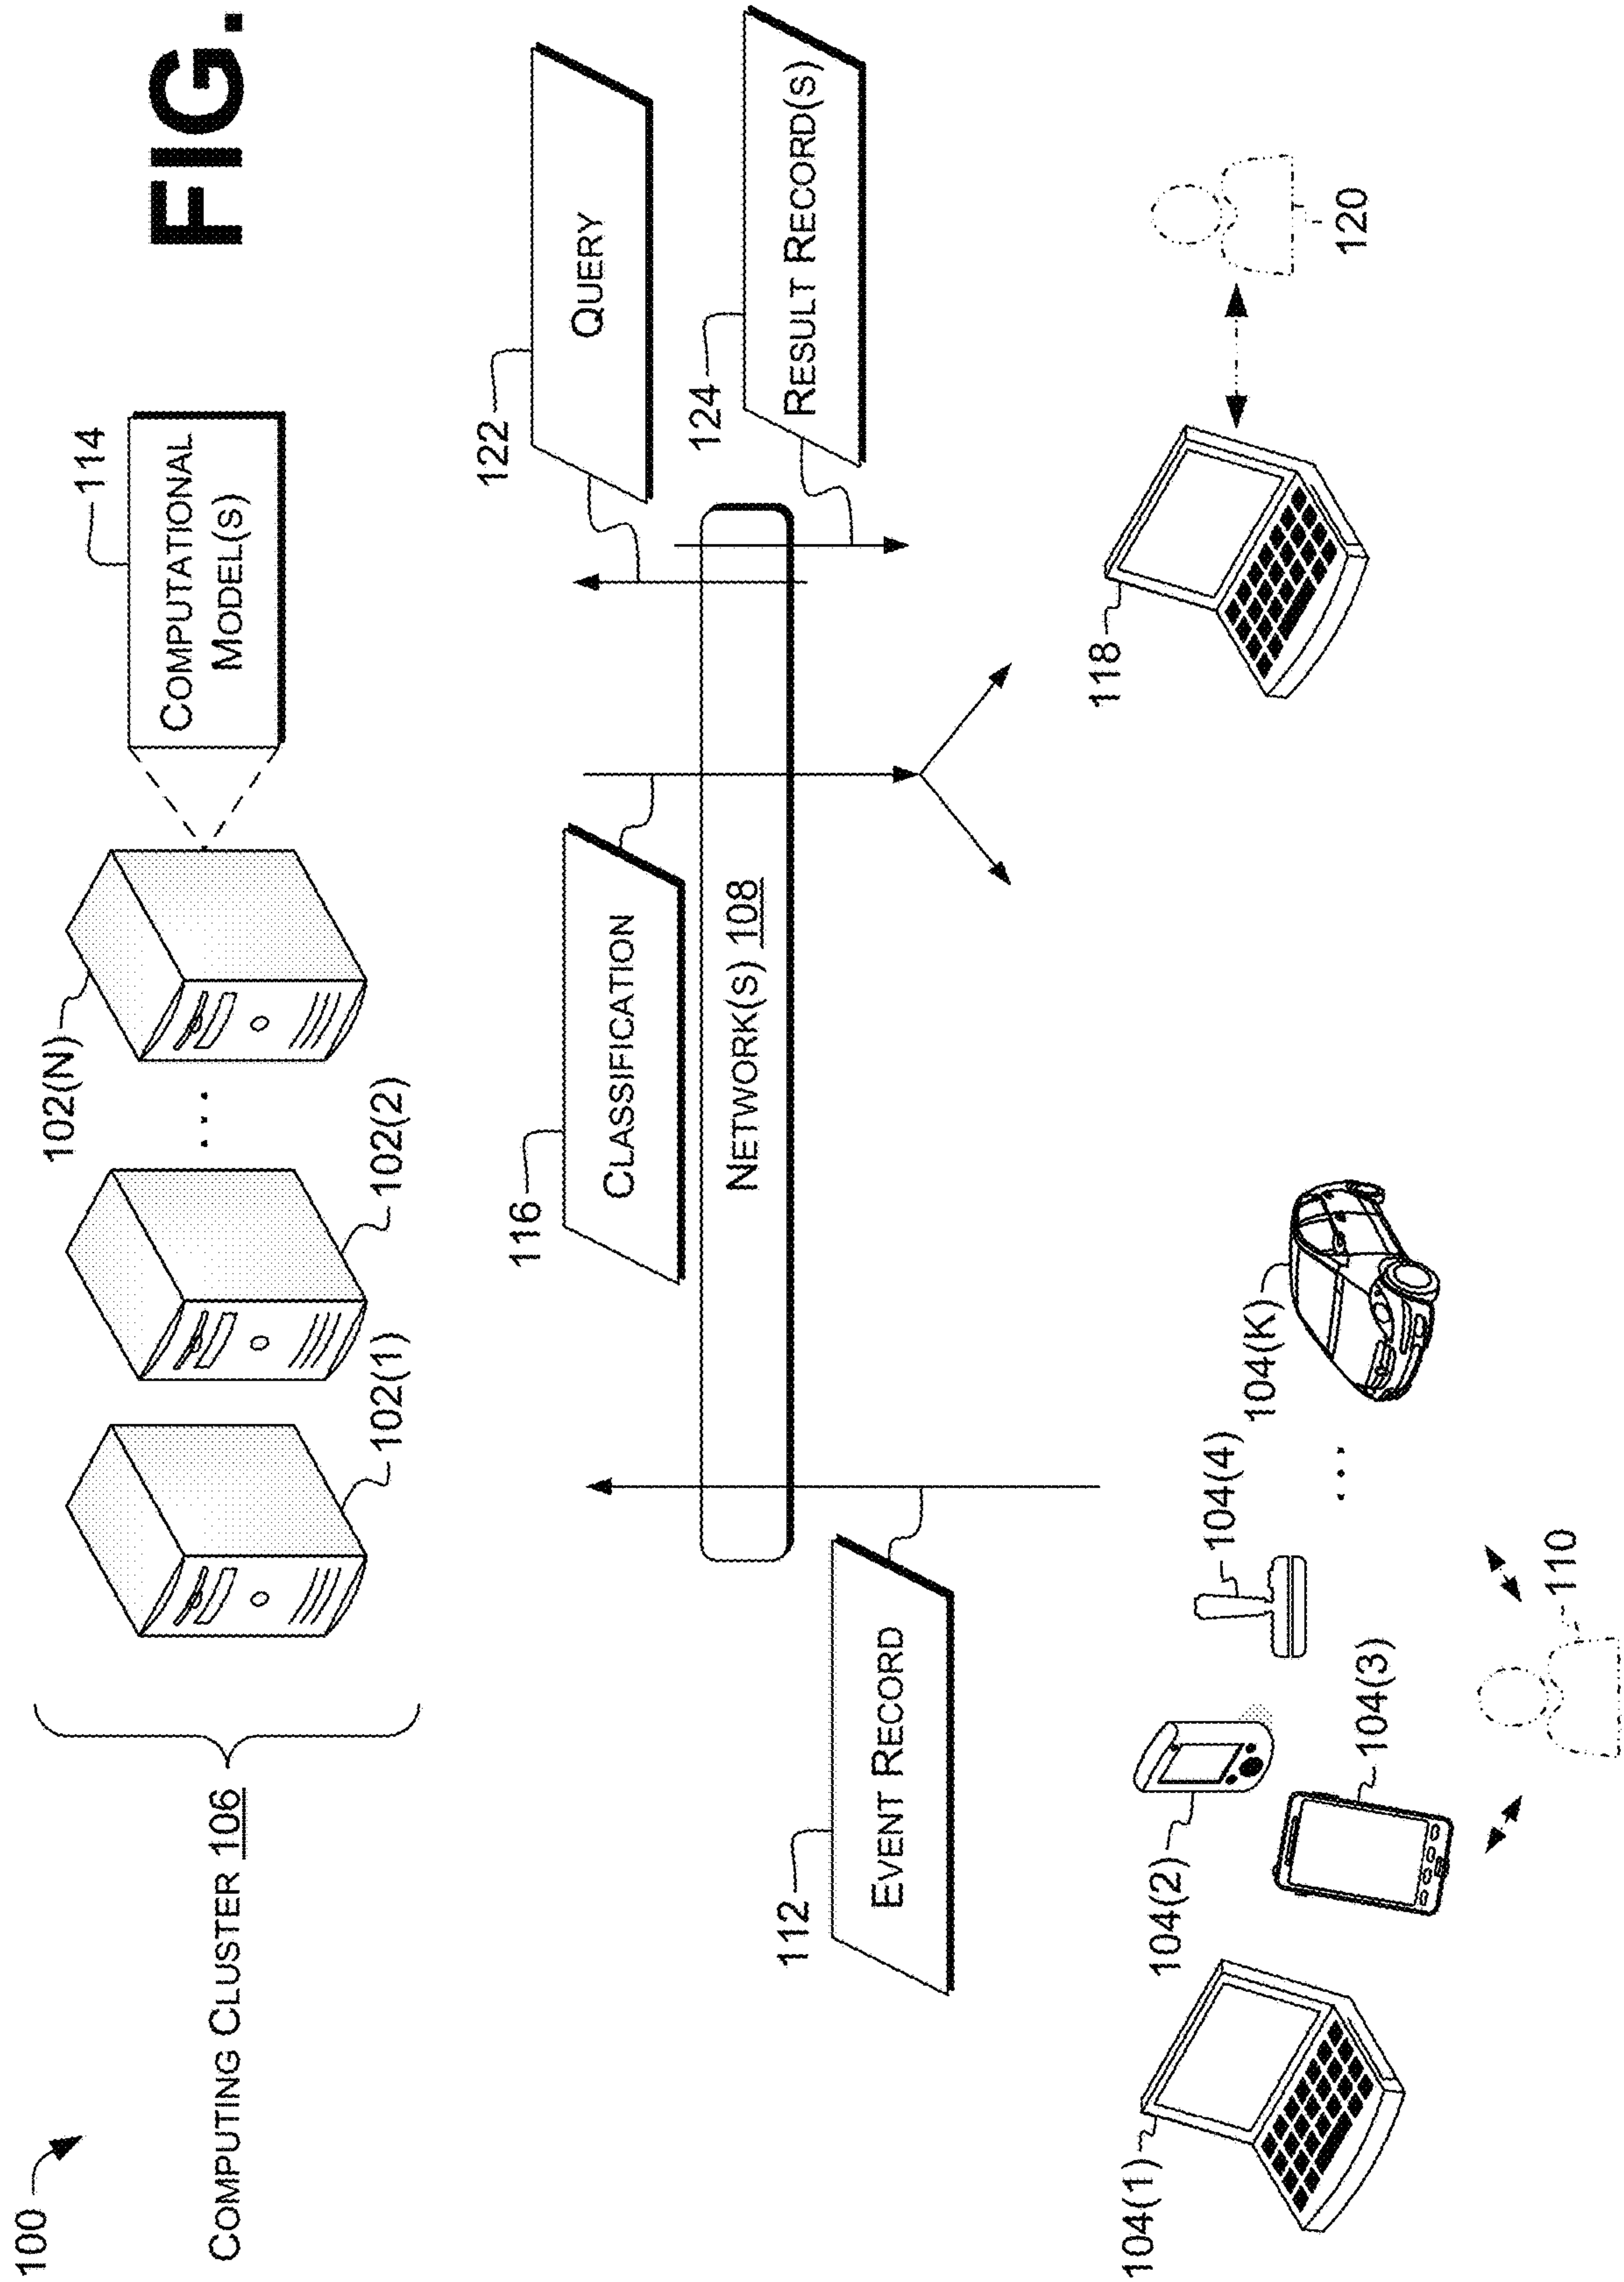 100
FIG.
COMPUTING CLUSTER 106
102(1)
102(2)
102(N)
114
COMPUTATIONAL
MODEL(S)
116
CLASSIFICATION
122
QUERY
124
RESULT RECORD(S)
NETWORK(S) 108
112
EVENT RECORD
104(1)
104(2)
104(3)
104(4)
104(K)
110
118
120